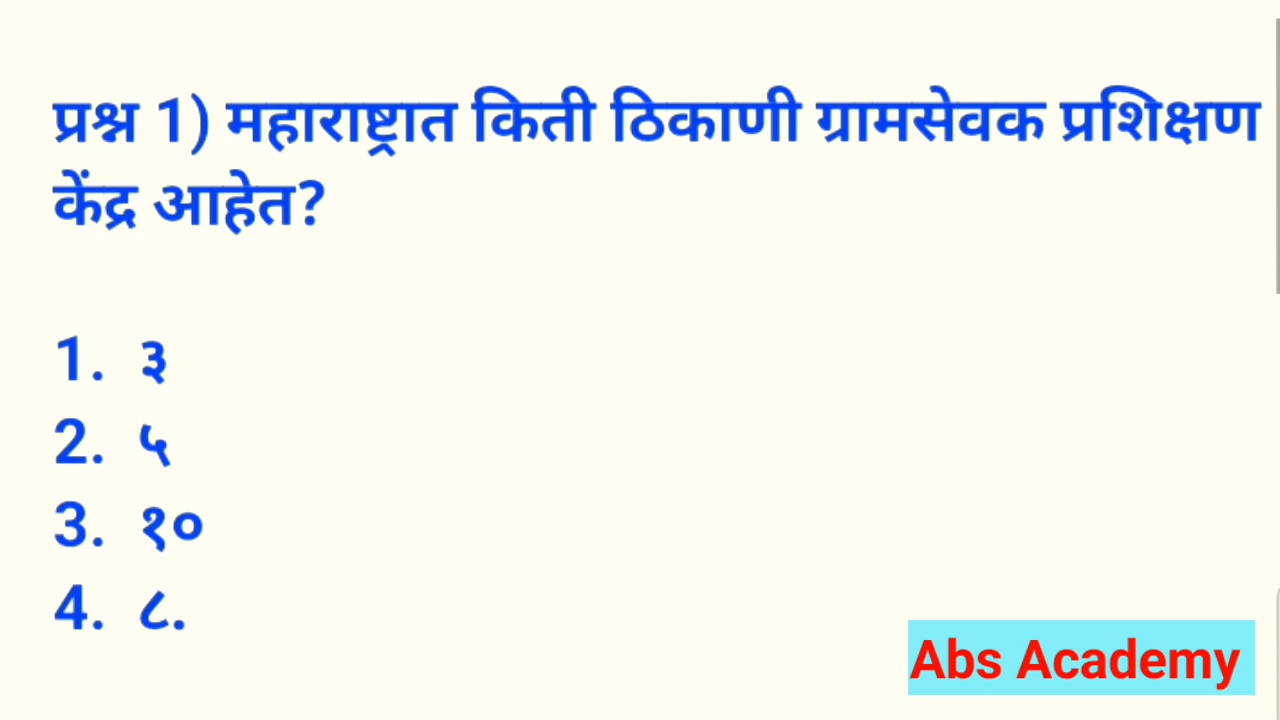 प्रश्न 1) महाराष्ट्रात किती ठिकाणी ग्रामसेवक प्रशिक्षण
केंद्र आहेत?
1. ३
2. ५
3. १०
4. ८.
Abs Academy